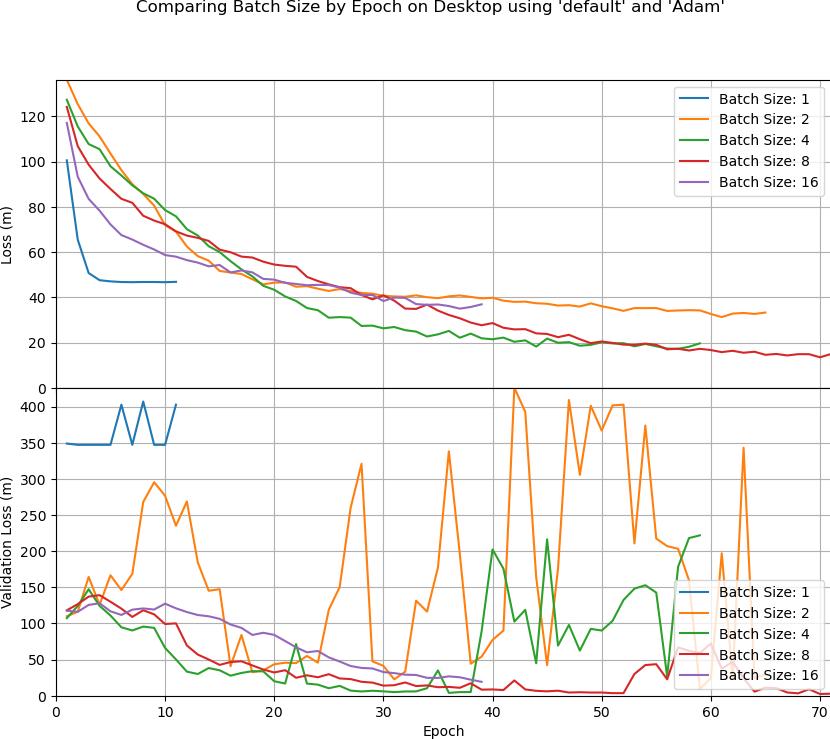 Comparing Batch Size by Epoch on Desktop using 'default' and 'Adam'
Loss (m)
120
100
80
60
40
20
0
Batch Size: 1
Batch Size: 2
Batch Size: 4
Batch Size: 8
Batch Size: 16
Validation Loss (m)
400
350
300
250
200
150
100
50
0
Batch Size: 1
Batch Size: 2
Batch Size: 4
Batch Size: 8
Batch Size: 16
0 10 20 30 40 50 60 70
Epoch